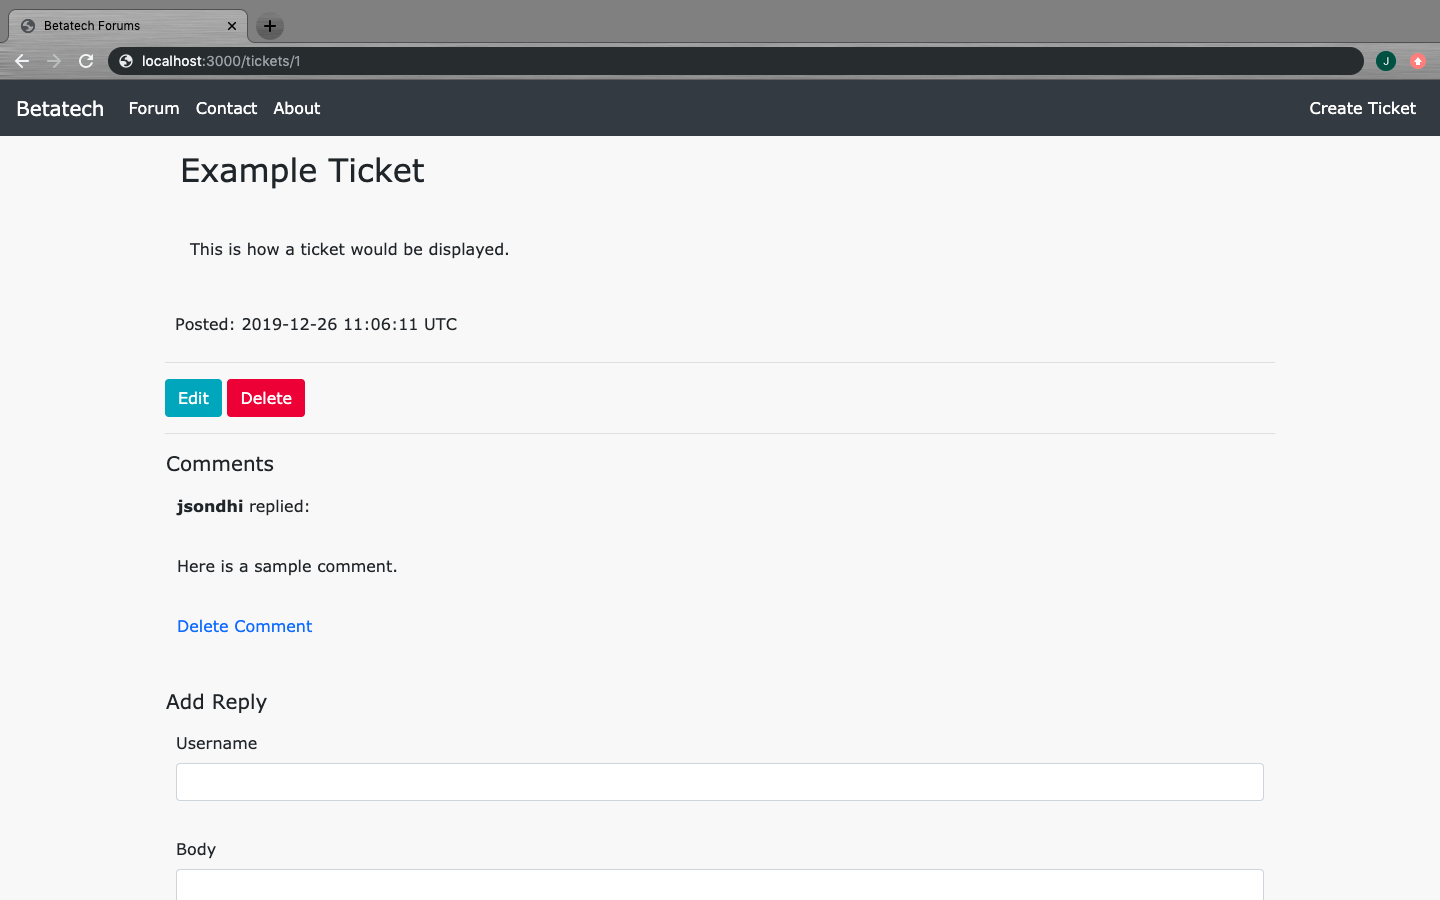 Betatech Forums
localhost:3000/tickets/1
J
Betatech Forum Contact About Create Ticket
Example Ticket
This is how a ticket would be displayed.
Posted: 2019-12-26 11:06:11 UTC
Edit Delete
Comments
jsondhi replied:
Here is a sample comment.
Delete Comment
Add Reply
Username
Body